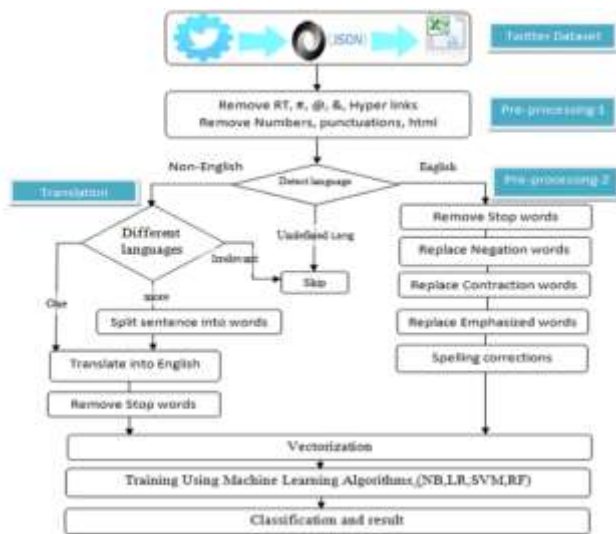 (JSON)
Twitter Dataset
Remove RT, #, @, &, Hyper links
Remove Numbers, punctuations, html
Pre-processing-1
Non-English
Detect language
English
Pre-processing-2
Translation
Different
languages
Undefined Lang
Irrelevant
Skip
One
more
Remove Stop words
Replace Negation words
Replace Contraction words
Replace Emphasized words
Spelling corrections
Split sentence into words
Translate into English
Remove Stop words
Vectorization
Training Using Machine Learning Algorithms,(NB,LR,SVM,RF)
Classification and result